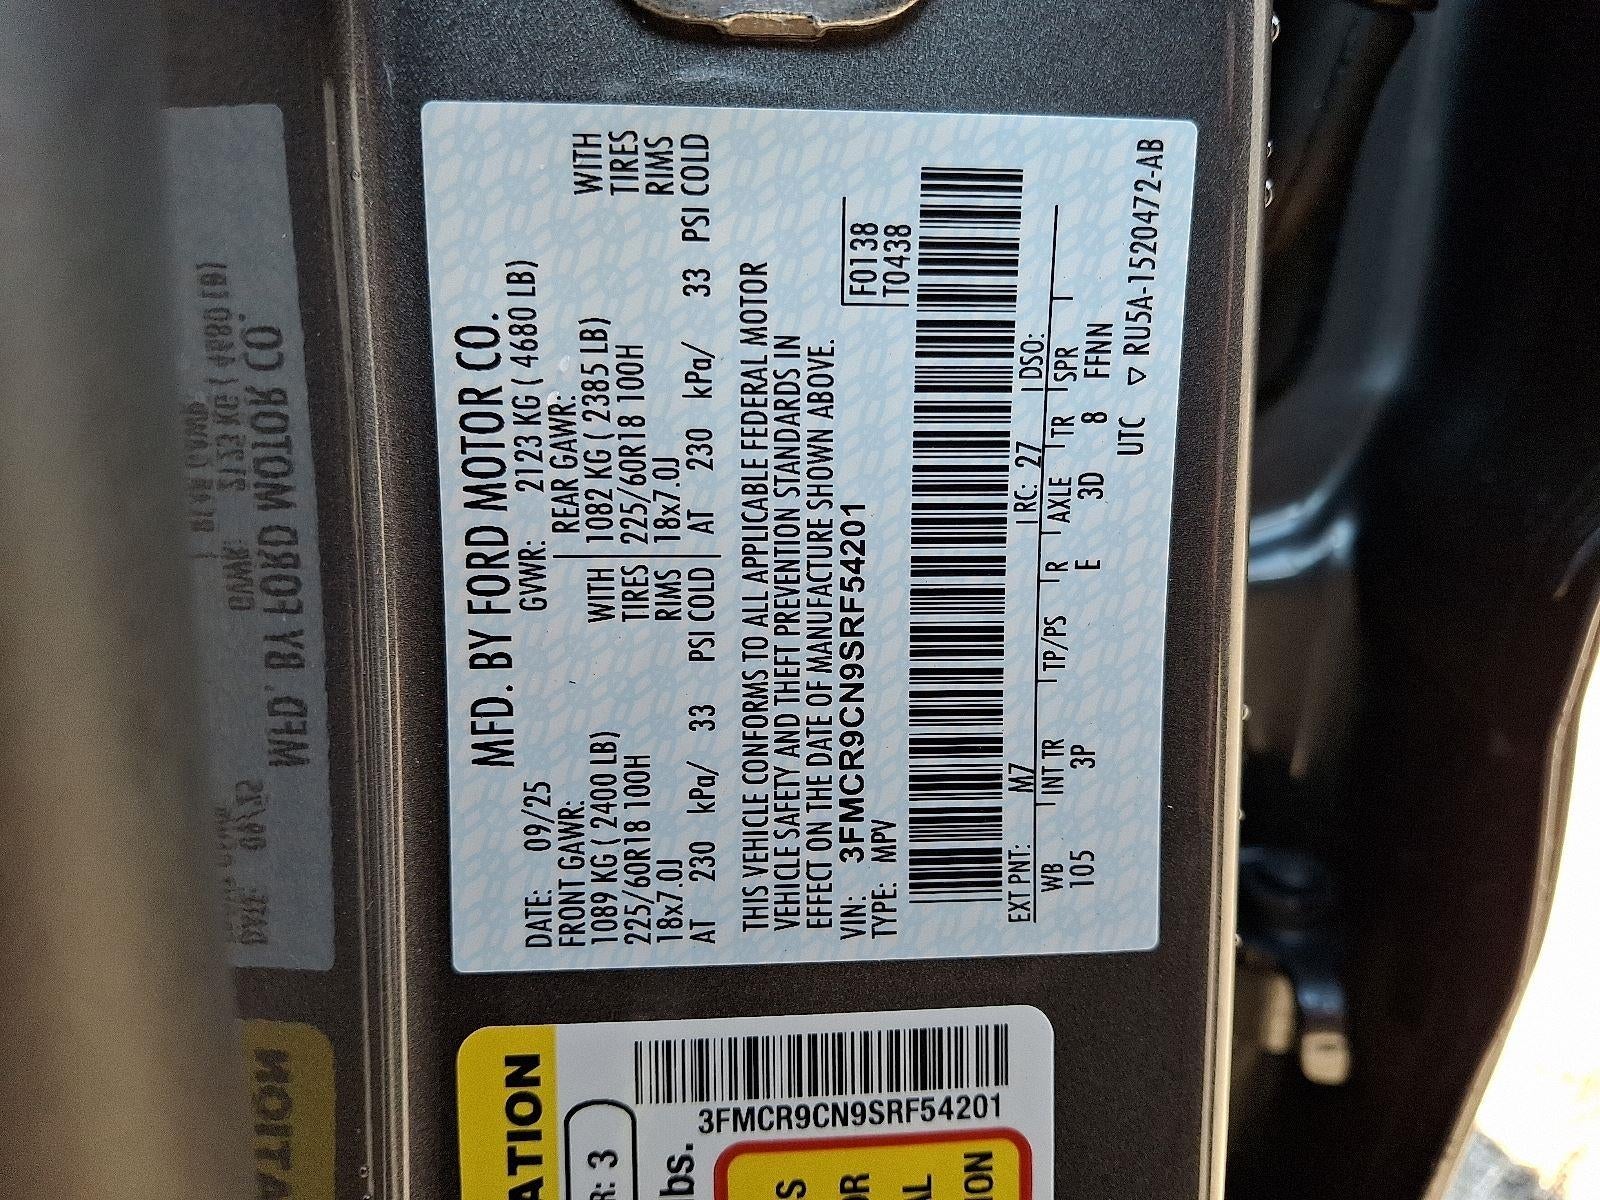 MFD. BY FORD MOTOR CO.
DATE: 09/25 GVWR: 2123 KG ( 4680 LB)
FRONT GAWR: REAR GAWR:
1089 KG ( 2400 LB) WITH 1082 KG ( 2385 LB) WITH
225/60R18 100H TIRES 225/60R18 100H TIRES
18x7.0J RIMS 18x7.0J RIMS
AT 230 kPa/ 33 PSI COLD AT 230 kPa/ 33 PSI COLD
THIS VEHICLE CONFORMS TO ALL APPLICABLE FEDERAL MOTOR
VEHICLE SAFETY AND THEFT PREVENTION STANDARDS IN
EFFECT ON THE DATE OF MANUFACTURE SHOWN ABOVE.
VIN: 3FMCR9CN9SRF54201 F0138
TYPE: MPV T0438
EXT PNT: M7 RC: 27 DSO:
WB INT TR TP/PS R AXLE TR SPR
105 3P E 3D 8 FFNN
UTC ▽ RU5A-1520472-AB
ATION
R: 3
3FMCR9CN9SRF54201
lbs.
S
OR
AL
ION